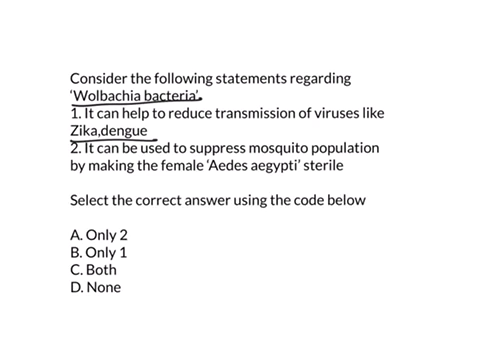 Consider the following statements regarding
‘Wolbachia bacteria’.
1. It can help to reduce transmission of viruses like
Zika,dengue
2. It can be used to suppress mosquito population
by making the female ‘Aedes aegypti’ sterile
Select the correct answer using the code below
A. Only 2
B. Only 1
C. Both
D. None